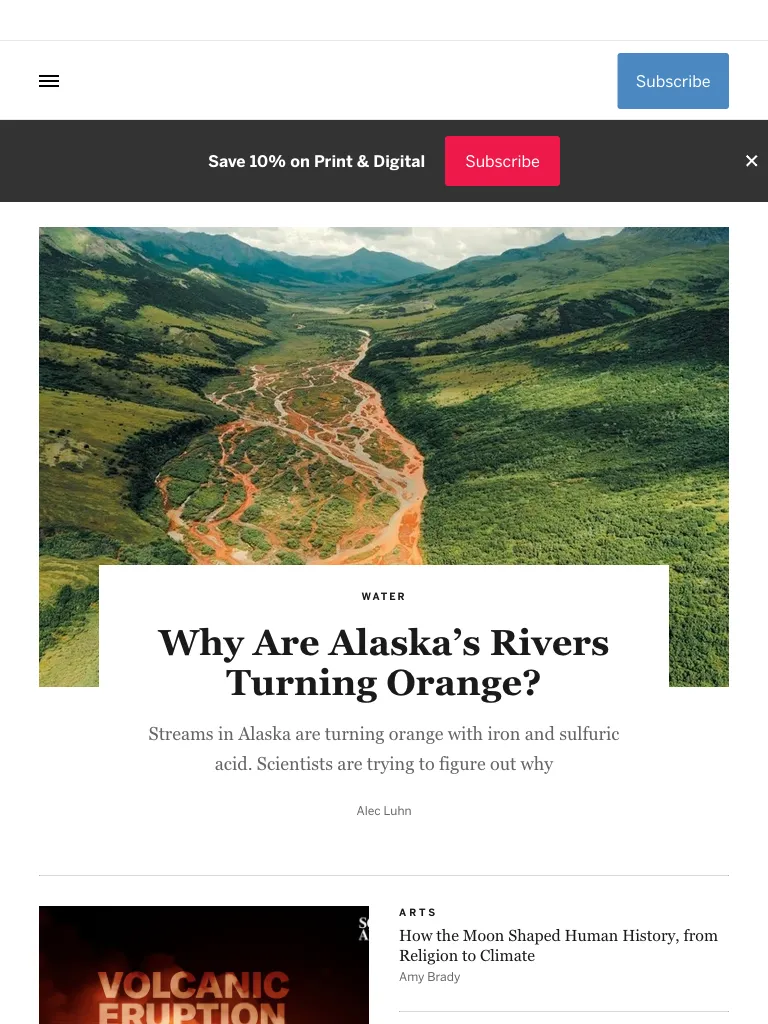 Subscribe
Save 10% on Print & Digital
Subscribe
WATER
Why Are Alaska’s Rivers
Turning Orange?
Streams in Alaska are turning orange with iron and sulfuric
acid. Scientists are trying to figure out why
Alec Luhn
VOLCANIC
ERUPTION
ARTS
How the Moon Shaped Human History, from
Religion to Climate
Amy Brady